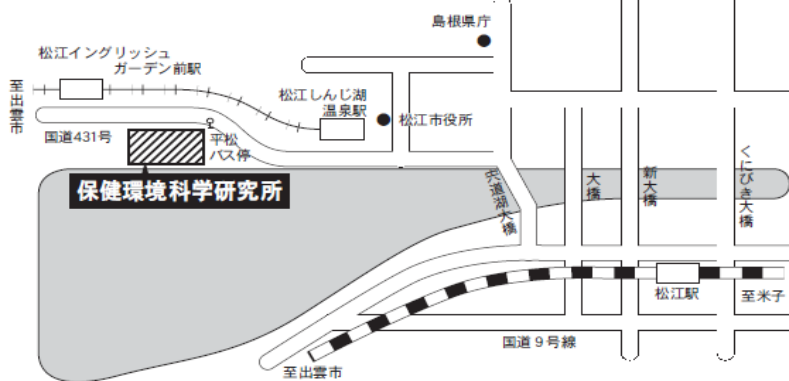 島根県庁
松江イングリッシュ
ガーデン前駅
至出雲市
松江しんじ湖
温泉駅
松江市役所
国道431号
平松
バス停
保健環境科学研究所
宍道湖大橋
大橋
新大橋
くにびき大橋
松江駅
至米子
国道9号線
至出雲市